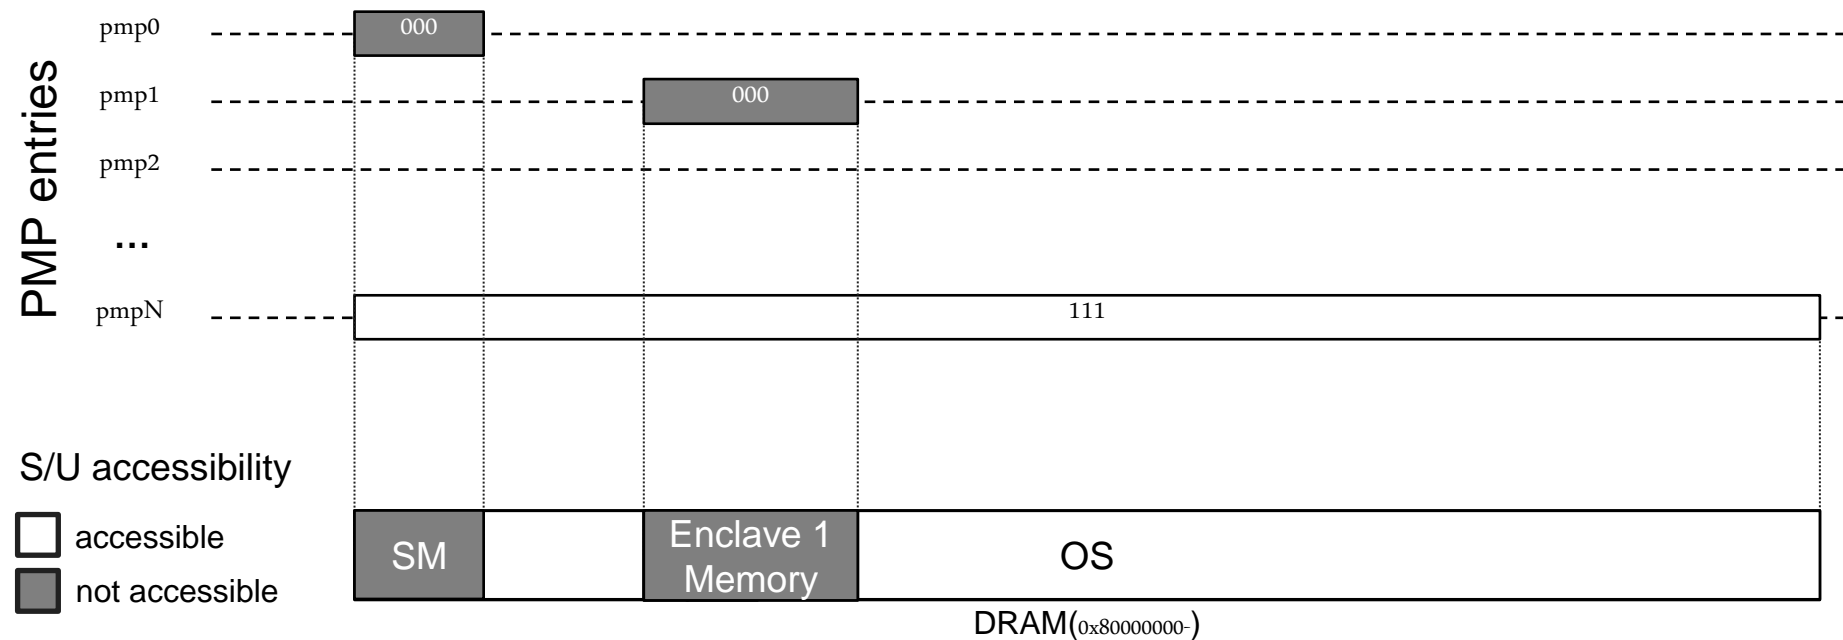 PMP entries
pmp0
000
pmp1
000
pmp2
...
pmpN
111
S/U accessibility
accessible
not accessible
SM
Enclave 1
Memory
OS
DRAM(0x80000000-)